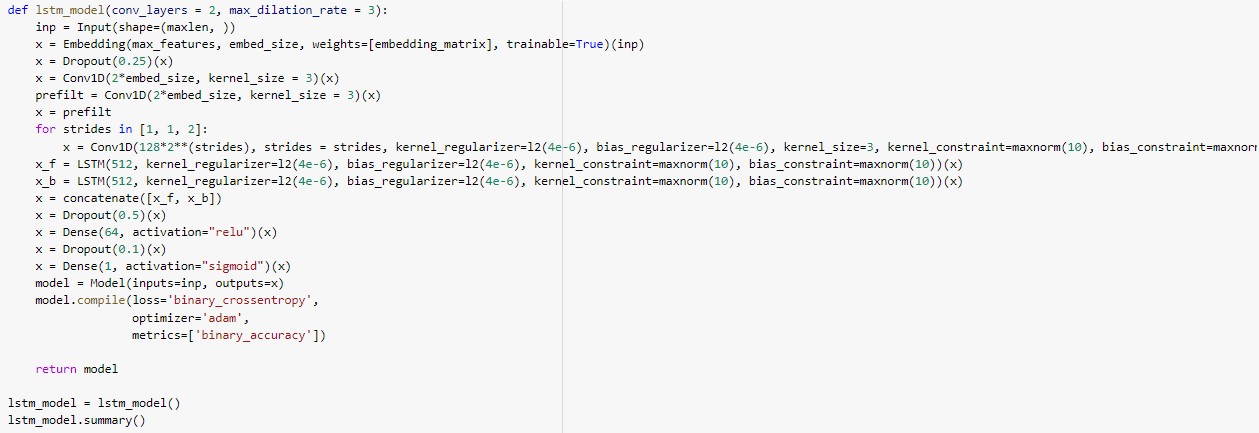 def lstm_model(conv_layers = 2, max_dilation_rate = 3):
    inp = Input(shape=(maxlen, ))
    x = Embedding(max_features, embed_size, weights=[embedding_matrix], trainable=True)(inp)
    x = Dropout(0.25)(x)
    x = Conv1D(2*embed_size, kernel_size = 3)(x)
    prefilt = Conv1D(2*embed_size, kernel_size = 3)(x)
    x = prefilt
    for strides in [1, 1, 2]:
        x = Conv1D(128*2**(strides), strides = strides, kernel_regularizer=l2(4e-6), bias_regularizer=l2(4e-6), kernel_size=3, kernel_constraint=maxnorm(10), bias_constraint=maxnor
    x_f = LSTM(512, kernel_regularizer=l2(4e-6), bias_regularizer=l2(4e-6), kernel_constraint=maxnorm(10), bias_constraint=maxnorm(10))(x)
    x_b = LSTM(512, kernel_regularizer=l2(4e-6), bias_regularizer=l2(4e-6), kernel_constraint=maxnorm(10), bias_constraint=maxnorm(10))(x)
    x = concatenate([x_f, x_b])
    x = Dropout(0.5)(x)
    x = Dense(64, activation="relu")(x)
    x = Dropout(0.1)(x)
    x = Dense(1, activation="sigmoid")(x)
    model = Model(inputs=inp, outputs=x)
    model.compile(loss='binary_crossentropy',
                  optimizer='adam',
                  metrics=['binary_accuracy'])
    return model
lstm_model = lstm_model()
lstm_model.summary()